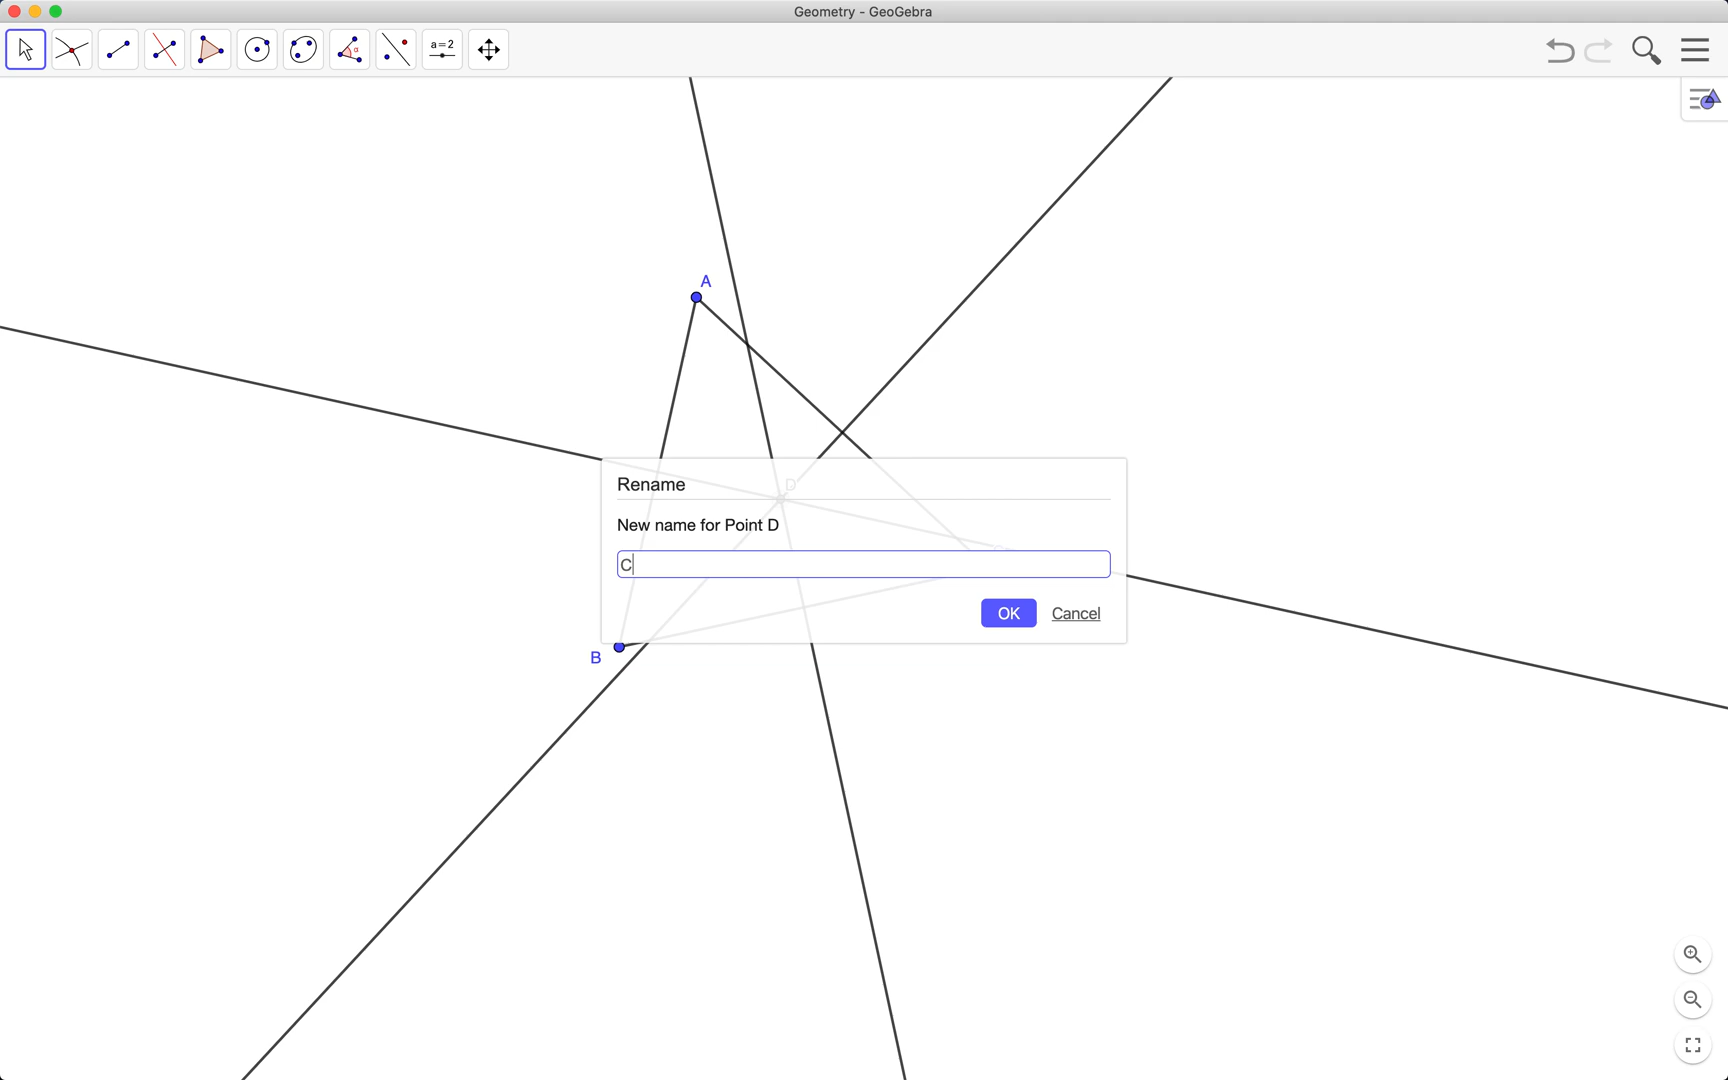 Geometry - GeoGebra
α
a=2
A
D
Rename
New name for Point D
C
OK
Cancel
B